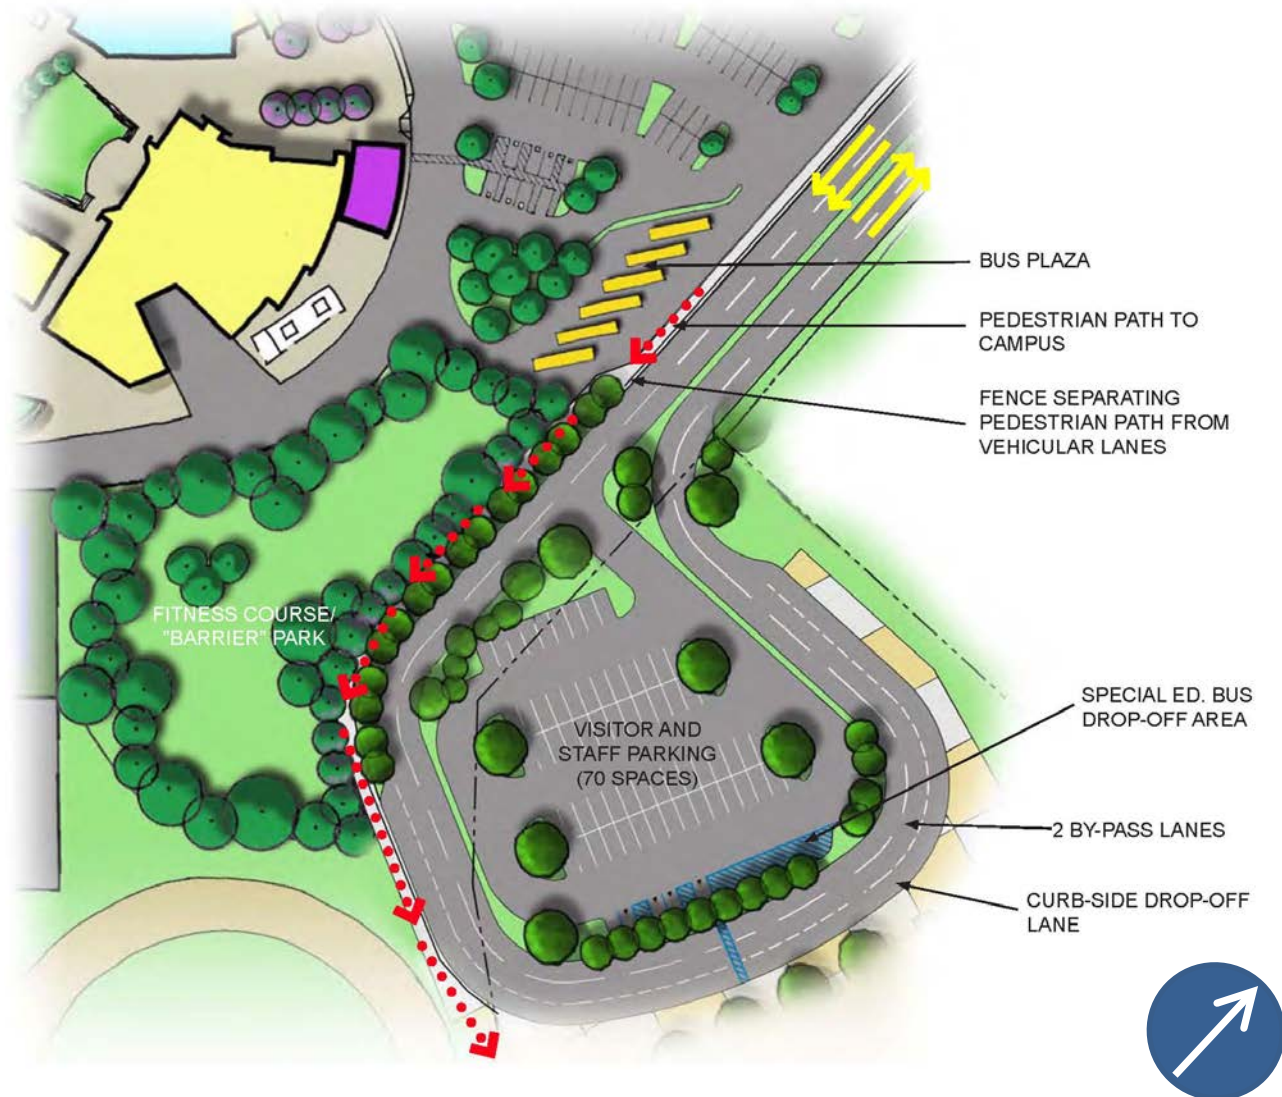 BUS PLAZA
PEDESTRIAN PATH TO
CAMPUS
FENCE SEPARATING
PEDESTRIAN PATH FROM
VEHICULAR LANES
FITNESS COURSE/
"BARRIER" PARK
SPECIAL ED. BUS
DROP-OFF AREA
VISITOR AND
STAFF PARKING
(70 SPACES)
2 BY-PASS LANES
CURB-SIDE DROP-OFF
LANE